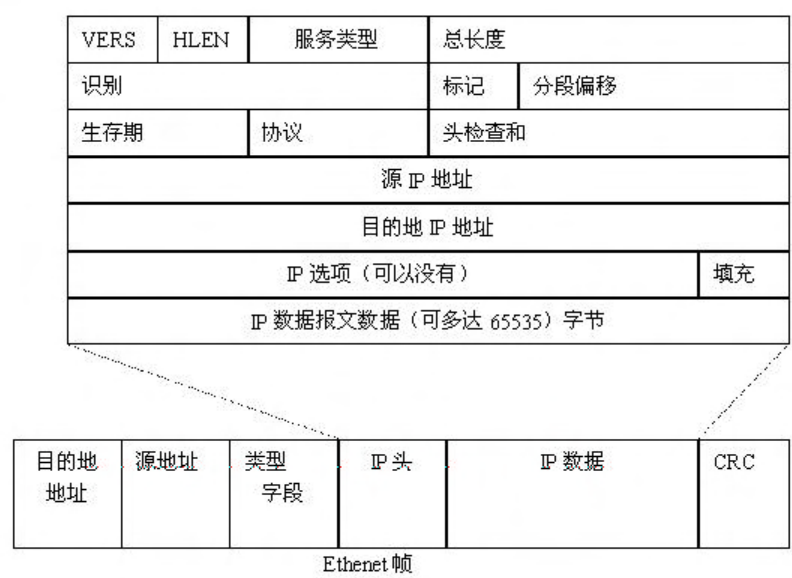 VERS HLEN 服务类型 总长度
识别 标记 分段偏移
生存期 协议 头检查和
源 IP 地址
目的地 IP 地址
IP 选项（可以没有） 填充
IP 数据报文数据（可多达 65535）字节
目的地 源地址 类型 IP 头 IP 数据 CRC
地址 字段
Ethenet 帧